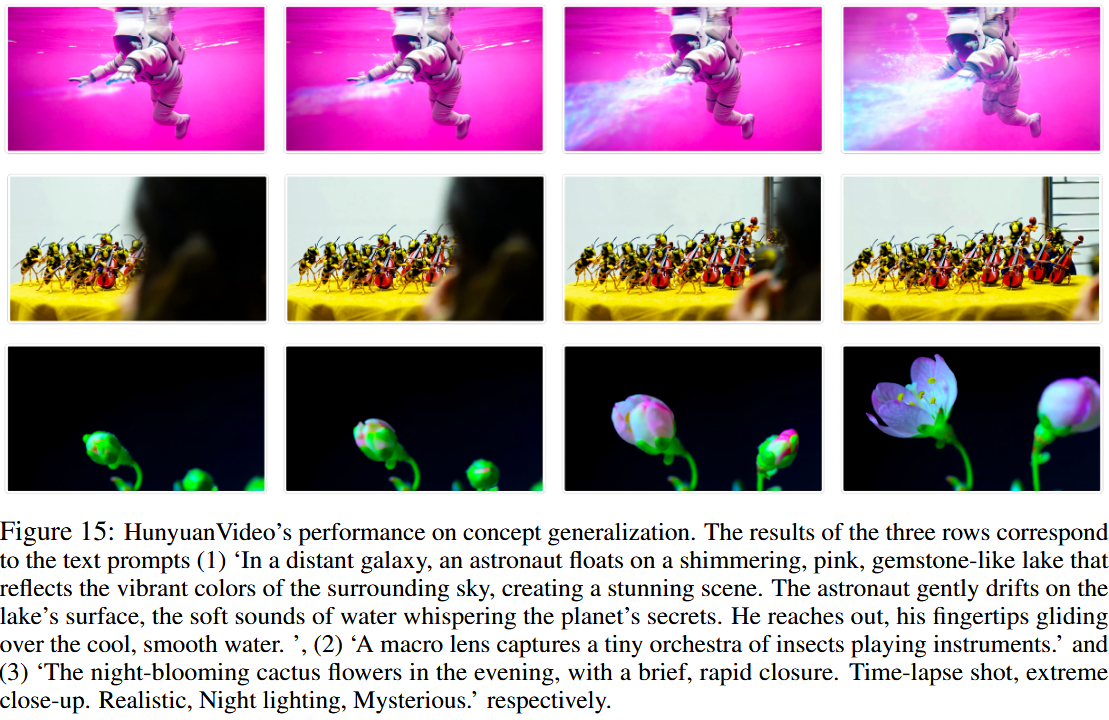 Figure 15: HunyuanVideo's performance on concept generalization. The results of the three rows correspond
to the text prompts (1) ‘In a distant galaxy, an astronaut floats on a shimmering, pink, gemstone-like lake that
reflects the vibrant colors of the surrounding sky, creating a stunning scene. The astronaut gently drifts on the
lake’s surface, the soft sounds of water whispering the planet’s secrets. He reaches out, his fingertips gliding
over the cool, smooth water. ’, (2) ‘A macro lens captures a tiny orchestra of insects playing instruments.’ and
(3) ‘The night-blooming cactus flowers in the evening, with a brief, rapid closure. Time-lapse shot, extreme
close-up. Realistic, Night lighting, Mysterious.’ respectively.